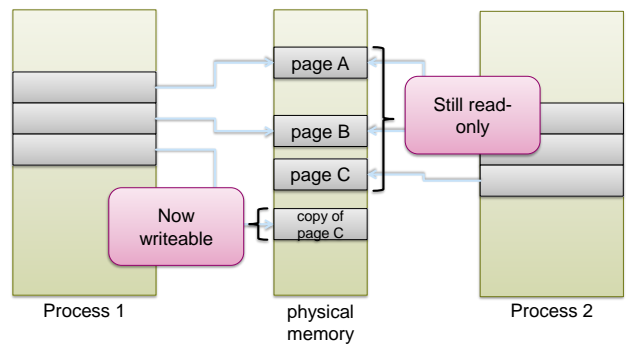 page A
Still read-
only
page B
page C
Now
writeable
copy of
page C
Process 1
physical
memory
Process 2